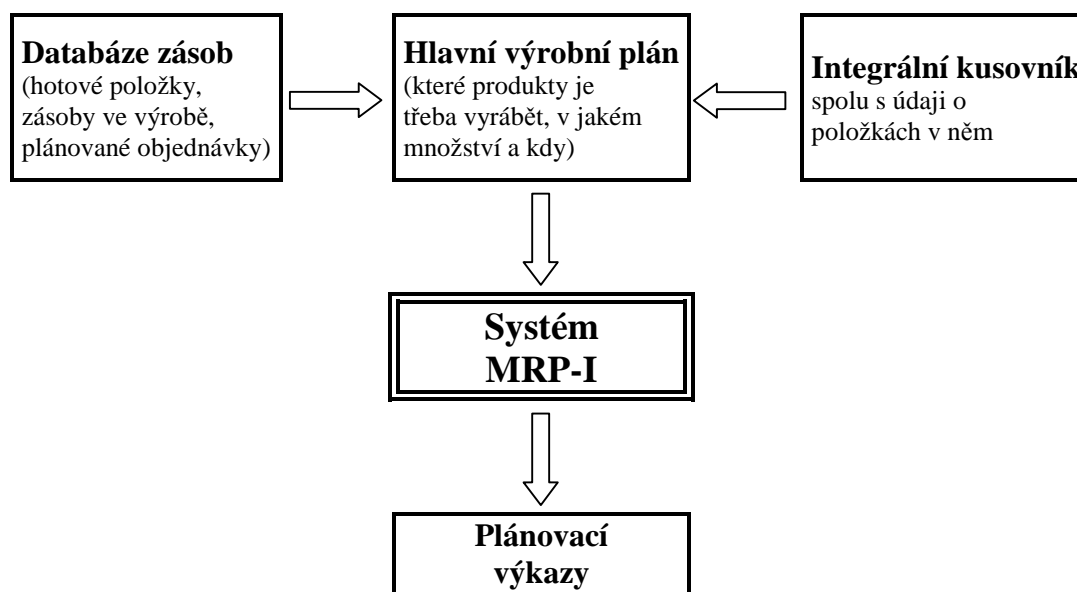 Databáze zásob
(hotové položky,
zásoby ve výrobě,
plánované objednávky)
Hlavní výrobní plán
(které produkty je
třeba vyrábět, v jakém
množství a kdy)
Integrální kusovník
spolu s údaji o
položkách v něm
Systém
MRP-I
Plánovací
výkazy